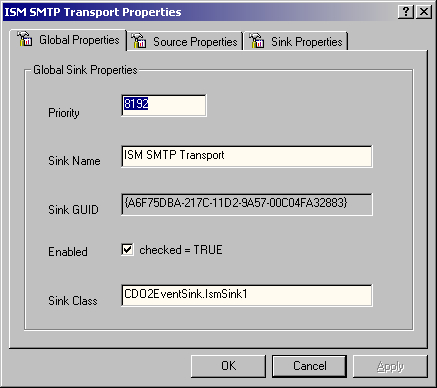 ISM SMTP Transport Properties
Global Properties Source Properties Sink Properties
Global Sink Properties
Priority 8192
Sink Name ISM SMTP Transport
Sink GUID {A6F75DBA-217C-11D2-9A57-00C04FA32883}
Enabled checked = TRUE
Sink Class CDO2EventSink.IsmSink1
OK Cancel Apply